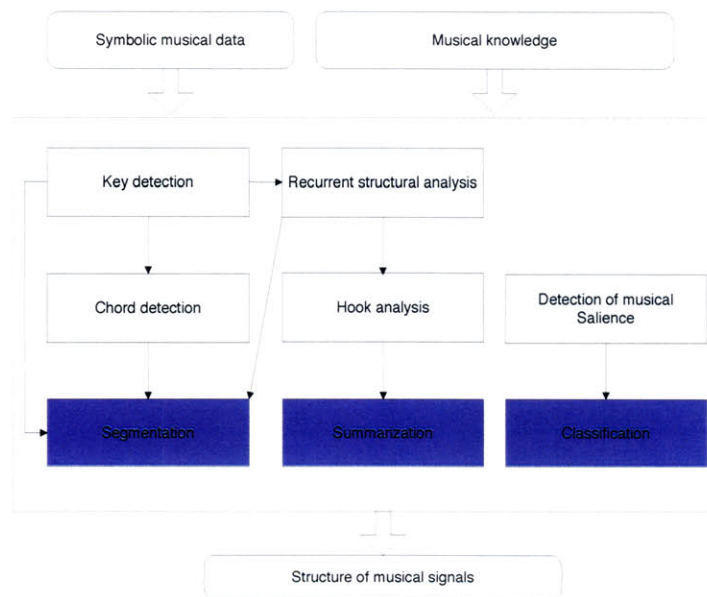 Symbolic musical data
Musical knowledge
Key detection
Recurrent structural analysis
Chord detection
Hook analysis
Detection of musical
Salience
Segmentation
Summarization
Classification
Structure of musical signals